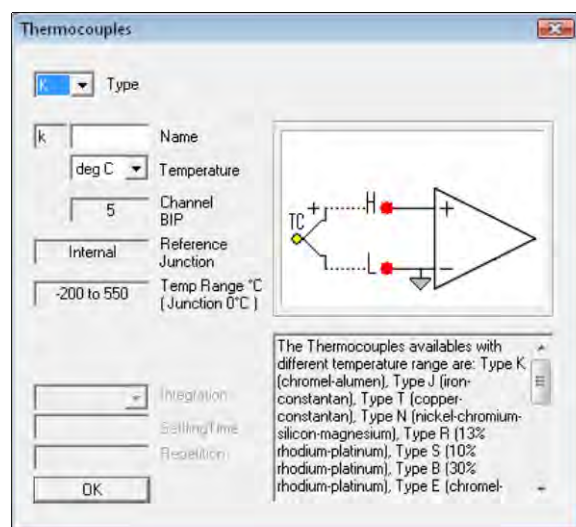 Thermocouples
K Type
k Name
deg C Temperature
5 Channel
BIP
Internal Reference
Junction
-200 to 550 Temp Range °C
( Junction 0°C )
Integration
SettlingTime
Repetition
OK
TC + H +
L −
The Thermocouples availables with
different temperature range are: Type K
(chromel-alumen), Type J (iron-
constantan), Type T (copper-
constantan), Type N (nickel-chromium-
silicon-magnesium), Type R (13%
rhodium-platinum), Type S (10%
rhodium-platinum), Type B (30%
rhodium-platinum), Type E (chromel-